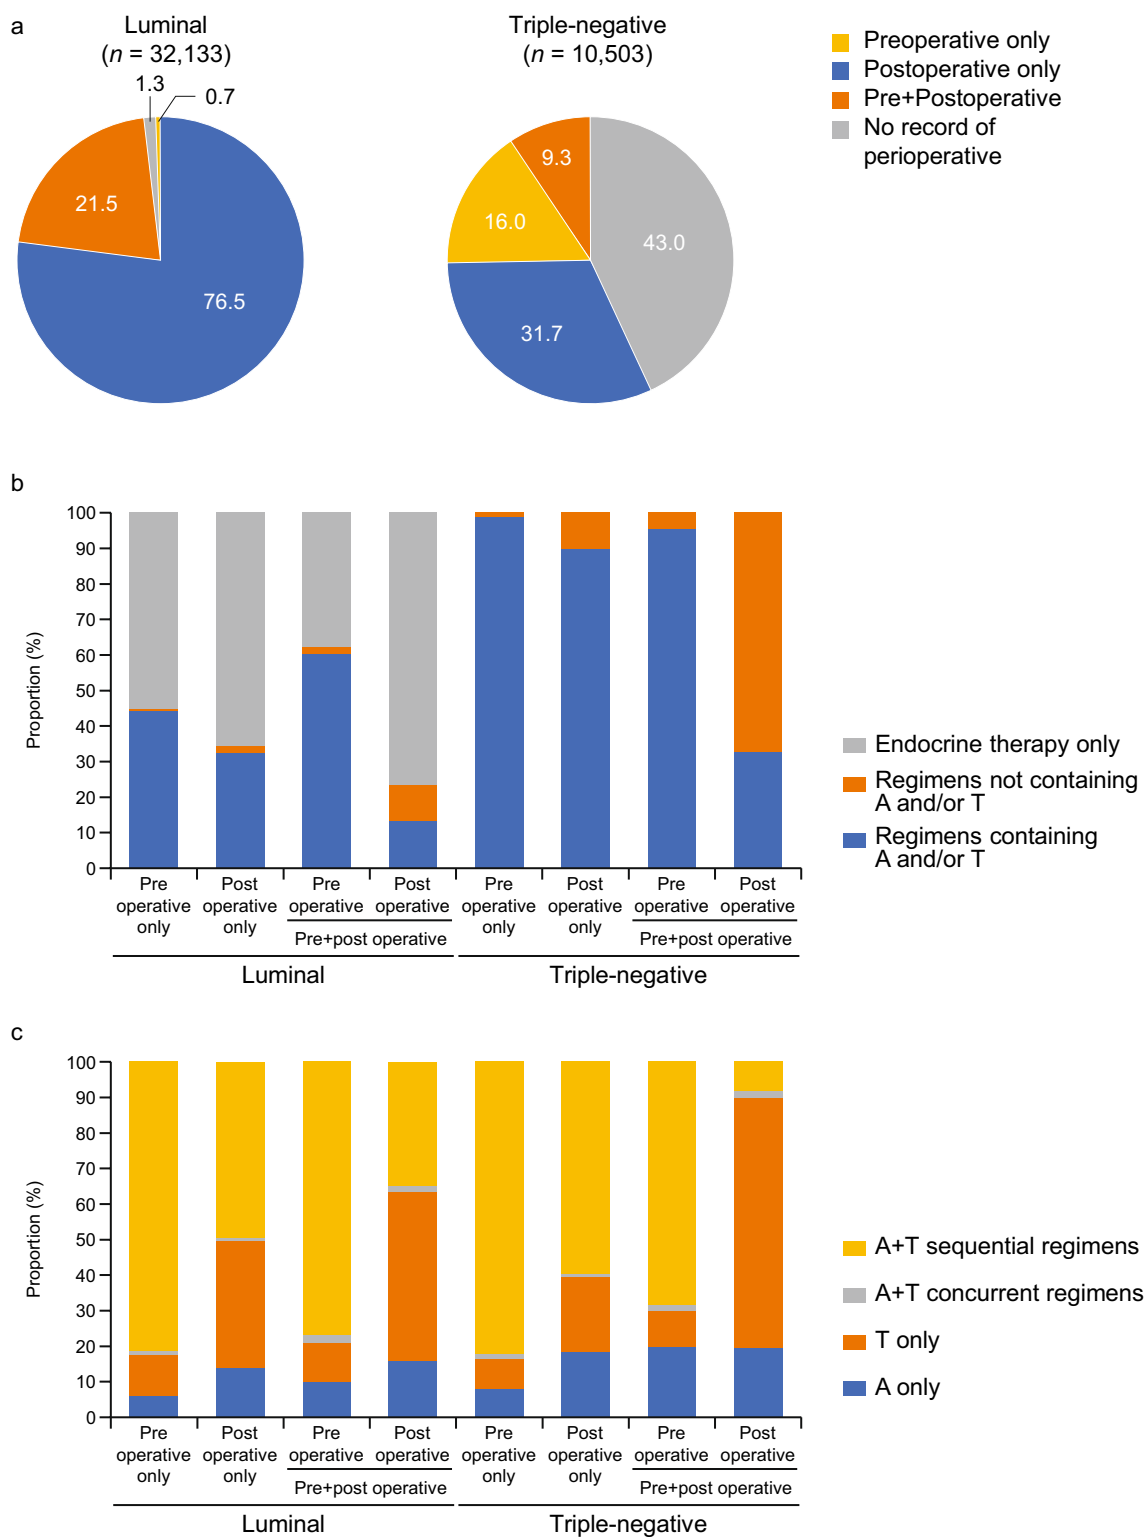 a
Luminal
(n = 32,133)
1.3
0.7
21.5
76.5
Triple-negative
(n = 10,503)
9.3
16.0
43.0
31.7
Preoperative only
Postoperative only
Pre+Postoperative
No record of
perioperative
b
Proportion (%)
100
90
80
70
60
50
40
30
20
10
0
Pre
operative
only
Post
operative
only
Pre
operative
Post
operative
Pre+post operative
Luminal
Pre
operative
only
Post
operative
only
Pre
operative
Post
operative
Pre+post operative
Triple-negative
Endocrine therapy only
Regimens not containing
A and/or T
Regimens containing
A and/or T
c
Proportion (%)
100
90
80
70
60
50
40
30
20
10
0
Pre
operative
only
Post
operative
only
Pre
operative
Post
operative
Pre+post operative
Luminal
Pre
operative
only
Post
operative
only
Pre
operative
Post
operative
Pre+post operative
Triple-negative
A+T sequential regimens
A+T concurrent regimens
T only
A only